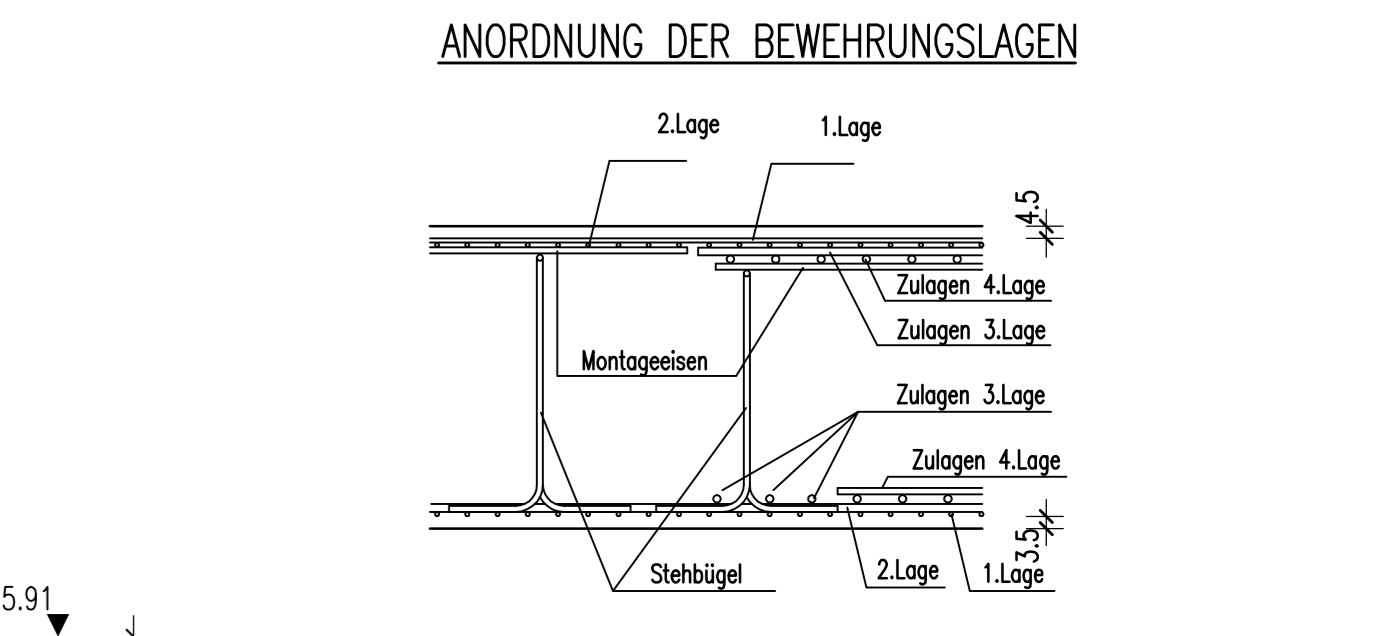 ANORDNUNG DER BEWEHRUNGSLAGEN
2.Lage
1.Lage
4.5
Zulagen 4.Lage
Zulagen 3.Lage
Montageeisen
Zulagen 3.Lage
Zulagen 4.Lage
3.5
Stehbügel
2.Lage
1.Lage
5.91